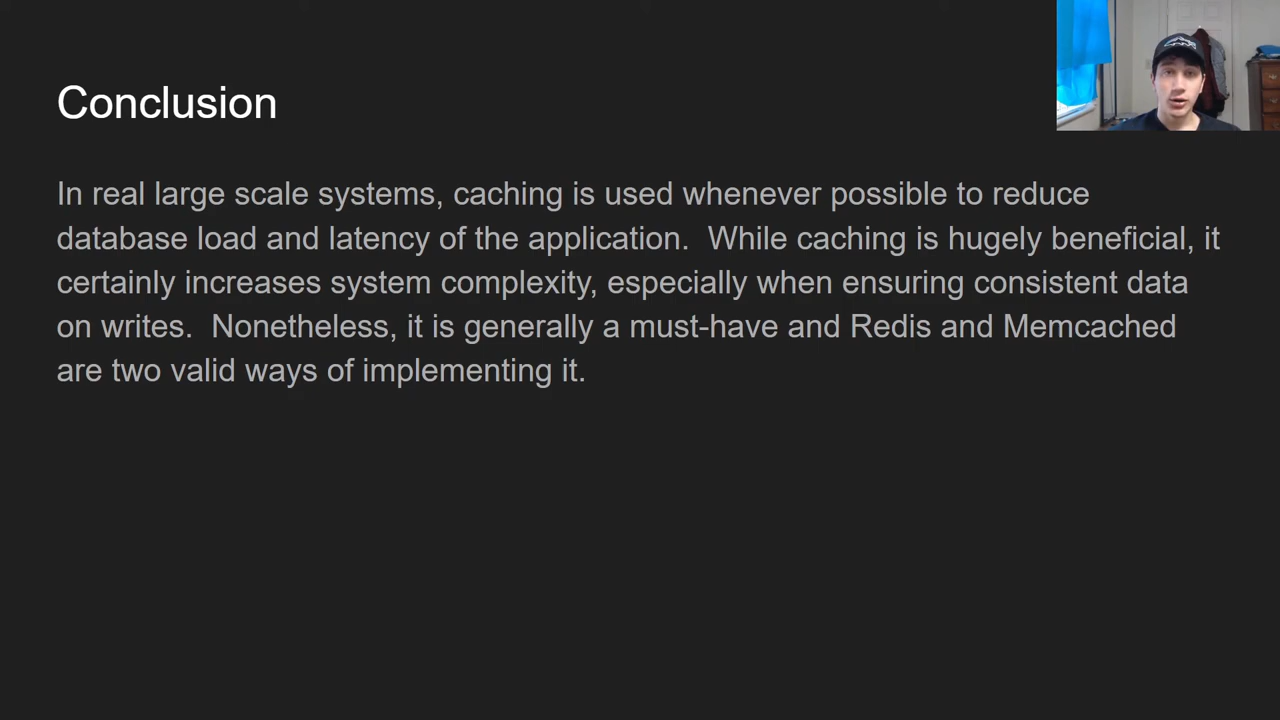 Conclusion
In real large scale systems, caching is used whenever possible to reduce
database load and latency of the application.  While caching is hugely beneficial, it
certainly increases system complexity, especially when ensuring consistent data
on writes.  Nonetheless, it is generally a must-have and Redis and Memcached
are two valid ways of implementing it.